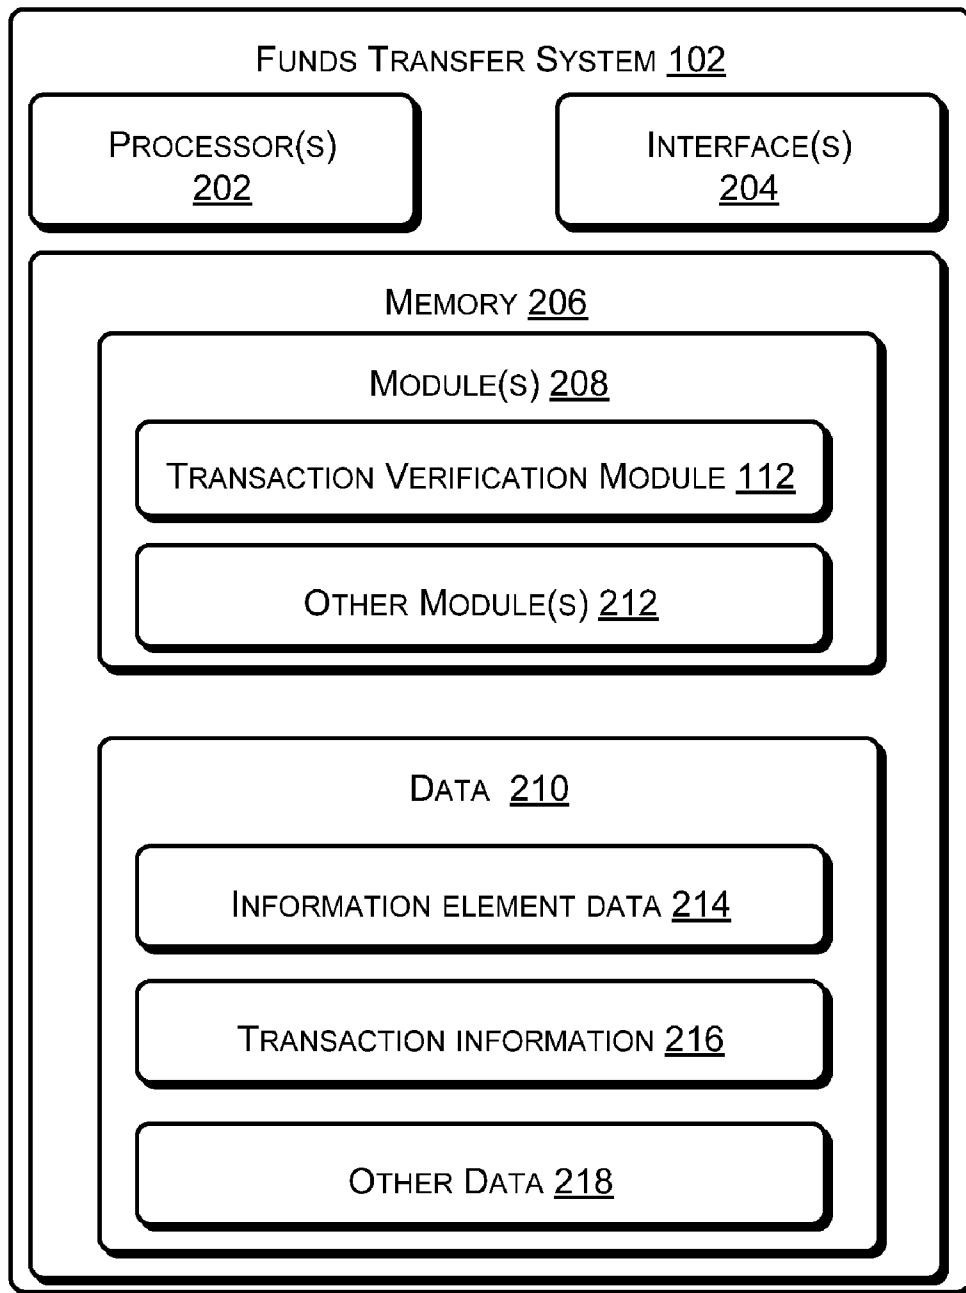 FUNDS TRANSFER SYSTEM 102
PROCESSOR(S)
202
INTERFACE(S)
204
MEMORY 206
MODULE(S) 208
TRANSACTION VERIFICATION MODULE 112
OTHER MODULE(S) 212
DATA 210
INFORMATION ELEMENT DATA 214
TRANSACTION INFORMATION 216
OTHER DATA 218